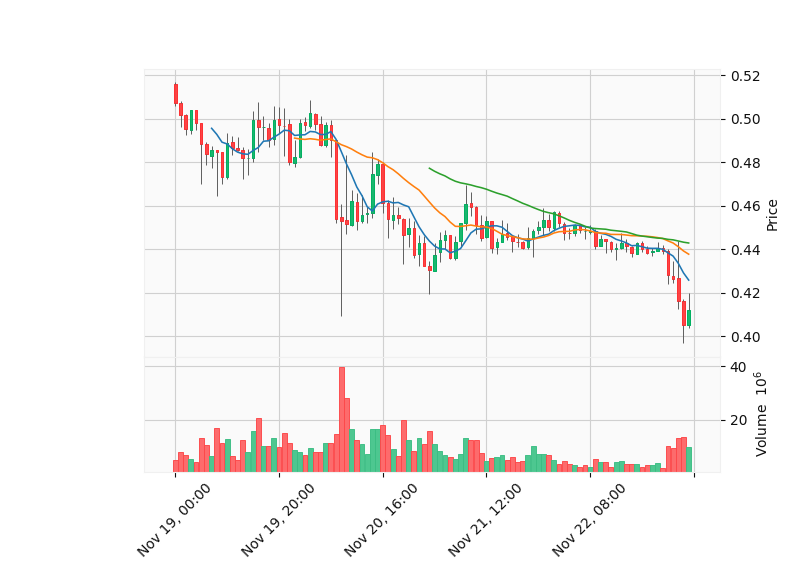 0.52
0.50
0.48
0.46
0.44
0.42
0.40
Price
40
20
Volume 10⁶
Nov 19, 00:00
Nov 19, 20:00
Nov 20, 16:00
Nov 21, 12:00
Nov 22, 08:00